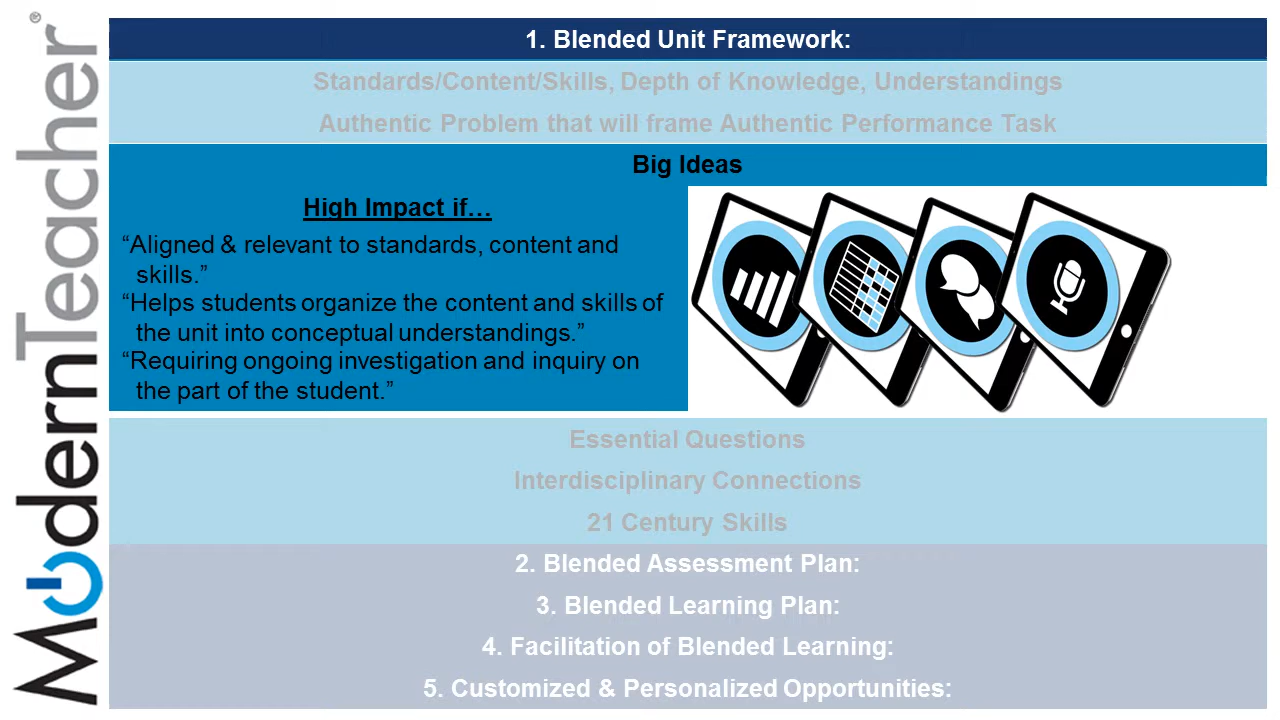 ModernTeacher®
1. Blended Unit Framework:
Standards/Content/Skills, Depth of Knowledge, Understandings
Authentic Problem that will frame Authentic Performance Task
Big Ideas
High Impact if…
“Aligned & relevant to standards, content and
skills.”
“Helps students organize the content and skills of
the unit into conceptual understandings.”
“Requiring ongoing investigation and inquiry on
the part of the student.”
Essential Questions
Interdisciplinary Connections
21 Century Skills
2. Blended Assessment Plan:
3. Blended Learning Plan:
4. Facilitation of Blended Learning:
5. Customized & Personalized Opportunities: